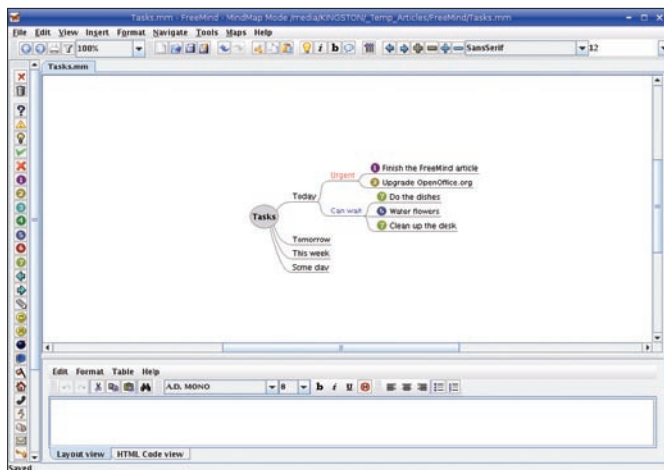 Tasks.mm - FreeMind - MindMap Mode /media/KINGSTON/_Temp_Articles/FreeMind/Tasks.mm
File Edit View Insert Format Navigate Tools Maps Help
100% SansSerif 12
Tasks.mm
Tasks
Today
Urgent
Finish the FreeMind article
Upgrade OpenOffice.org
Can wait
Do the dishes
Water flowers
Clean up the desk
Tomorrow
This week
Some day
Edit Format Table Help
A.D. MONO 8 b i u
Layout view HTML Code view
Saved